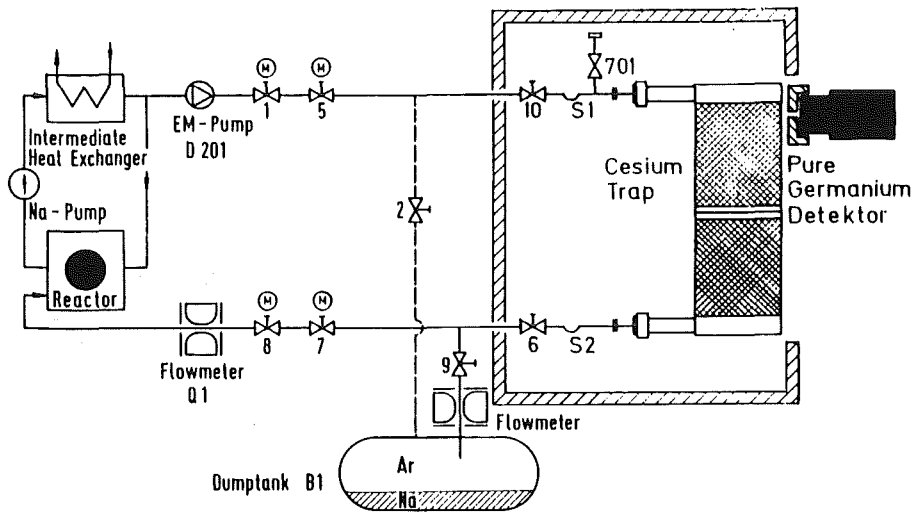 M
M
1
5
EM-Pump
D 201
Intermediate
Heat Exchanger
Na-Pump
Reactor
2
701
10
S1
Cesium
Trap
Pure
Germanium
Detektor
M
M
8
7
Flowmeter
Q1
6
S2
9
Flowmeter
Ar
Na
Dumptank B1